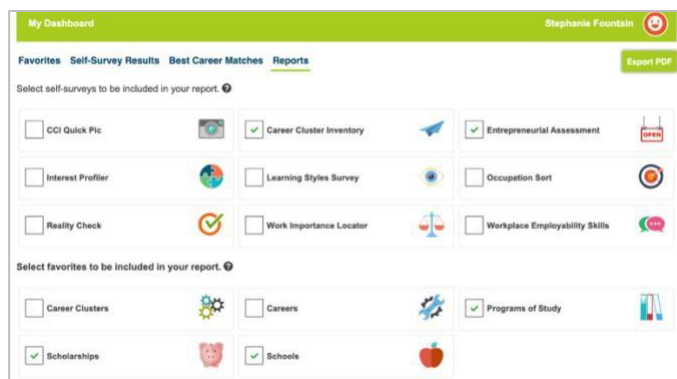 My Dashboard Stephanie Fountain
Favorites Self-Survey Results Best Career Matches Reports Export PDF
Select self-surveys to be included in your report. ?
CCI Quick Pic Career Cluster Inventory Entrepreneurial Assessment OPEN
Interest Profiler Learning Styles Survey Occupation Sort
Reality Check Work Importance Locator Workplace Employability Skills
Select favorites to be included in your report. ?
Career Clusters Careers Programs of Study
Scholarships Schools